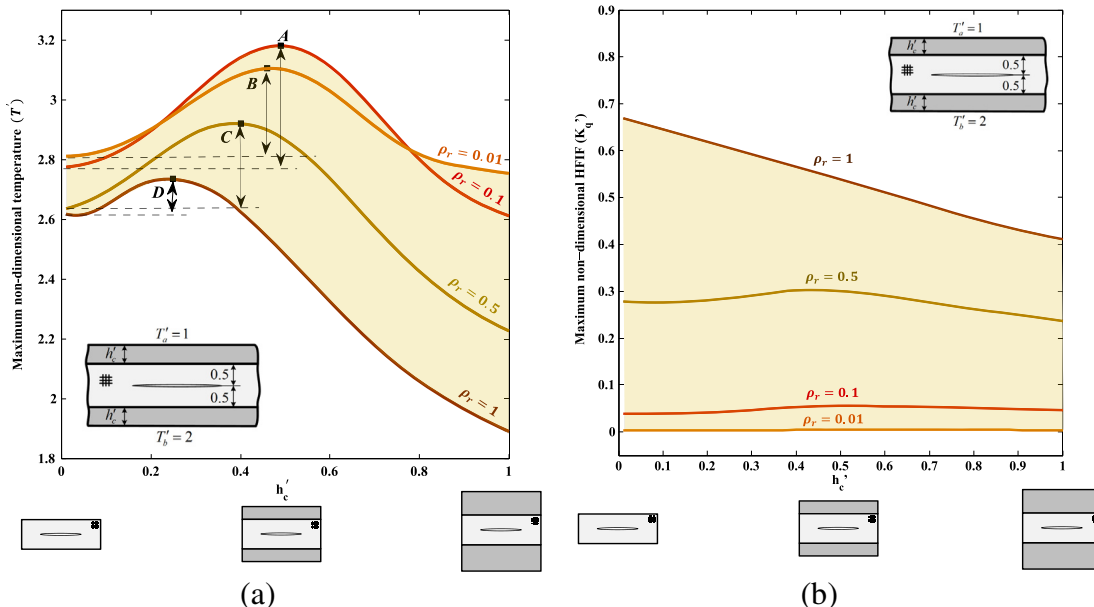 3.2
3
2.8
2.6
2.4
2.2
2
1.8
Maximum non-dimensional temperature (T′)
A
B
C
D
ρr = 0.01
ρr = 0.1
ρr = 0.5
ρr = 1
T′a = 1
h′c
0.5
0.5
h′c
T′b = 2
0 0.2 0.4 0.6 0.8 1
hc′
(a)
0.9
0.8
0.7
0.6
0.5
0.4
0.3
0.2
0.1
0
Maximum non-dimensional HFIF (Kq’)
T′a = 1
h′c
0.5
0.5
h′c
T′b = 2
ρr = 1
ρr = 0.5
ρr = 0.1
ρr = 0.01
0 0.1 0.2 0.3 0.4 0.5 0.6 0.7 0.8 0.9 1
hc’
(b)